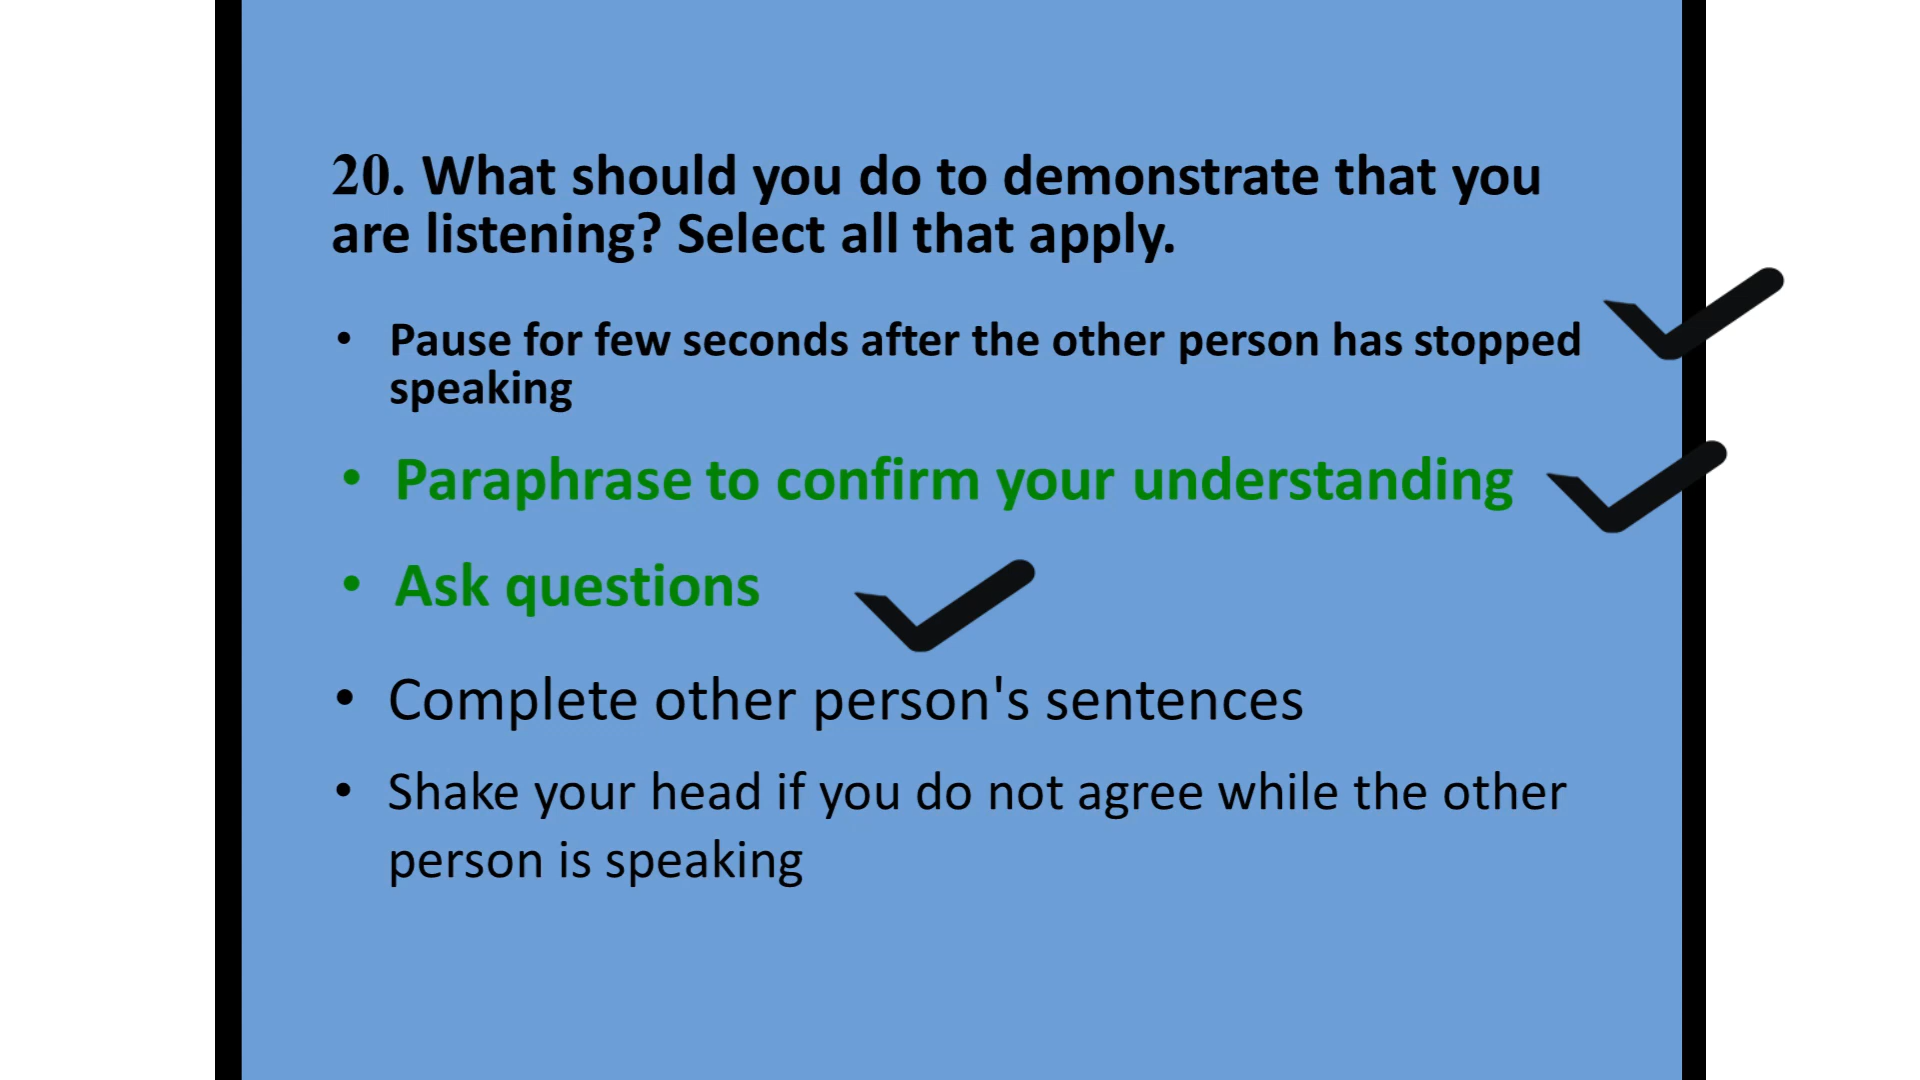 20. What should you do to demonstrate that you
are listening? Select all that apply.
• Pause for few seconds after the other person has stopped
speaking
• Paraphrase to confirm your understanding
• Ask questions
• Complete other person's sentences
• Shake your head if you do not agree while the other
person is speaking